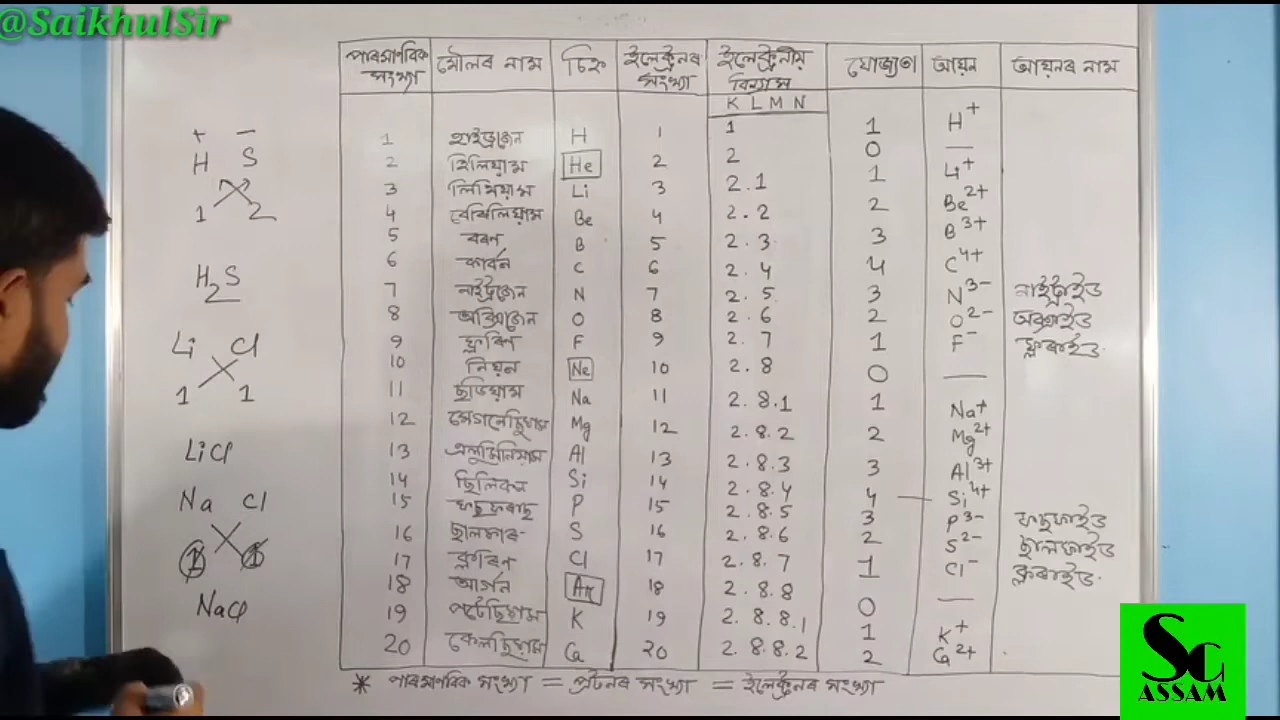 @SaikhulSir
+ −
H S
1 2
H2S
Li Cl
1 1
LiCl
Na Cl
1 1
NaCl
পাৰমাণবিক সংখ্যা মৌলৰ নাম চিহ্ন ইলেক্ট্ৰনৰ সংখ্যা ইলেক্ট্ৰনীয় বিন্যাস যোজ্যতা আয়ন আয়নৰ নাম
K L M N
1 হাইড্ৰজেন H 1 1 1 H+
2 হিলিয়াম He 2 2 0 —
3 লিথিয়াম Li 3 2.1 1 Li+
4 বেৰিলিয়াম Be 4 2.2 2 Be2+
5 বৰণ B 5 2.3 3 B3+
6 কাৰ্বন C 6 2.4 4 C4+
7 নাইট্ৰজেন N 7 2.5 3 N3− নাইট্ৰাইড
8 অক্সিজেন O 8 2.6 2 O2− অক্সাইড
9 ফ্লৰিণ F 9 2.7 1 F− ফ্লৰাইড
10 নিয়ন Ne 10 2.8 0 —
11 ছডিয়াম Na 11 2.8.1 1 Na+
12 মেগনেছিয়াম Mg 12 2.8.2 2 Mg2+
13 এলুমিনিয়াম Al 13 2.8.3 3 Al3+
14 ছিলিকন Si 14 2.8.4 4 — Si4+
15 ফছফৰাছ P 15 2.8.5 3 P3− ফছফাইড
16 ছালফাৰ S 16 2.8.6 2 S2− ছালফাইড
17 ক্লৰিণ Cl 17 2.8.7 1 Cl− ক্লৰাইড
18 আৰ্গন Ar 18 2.8.8 0 —
19 পটেছিয়াম K 19 2.8.8.1 1 K+
20 কেলছিয়াম Ca 20 2.8.8.2 2 Ca2+
* পাৰমাণবিক সংখ্যা = প্ৰটনৰ সংখ্যা = ইলেক্ট্ৰনৰ সংখ্যা
SG
ASSAM